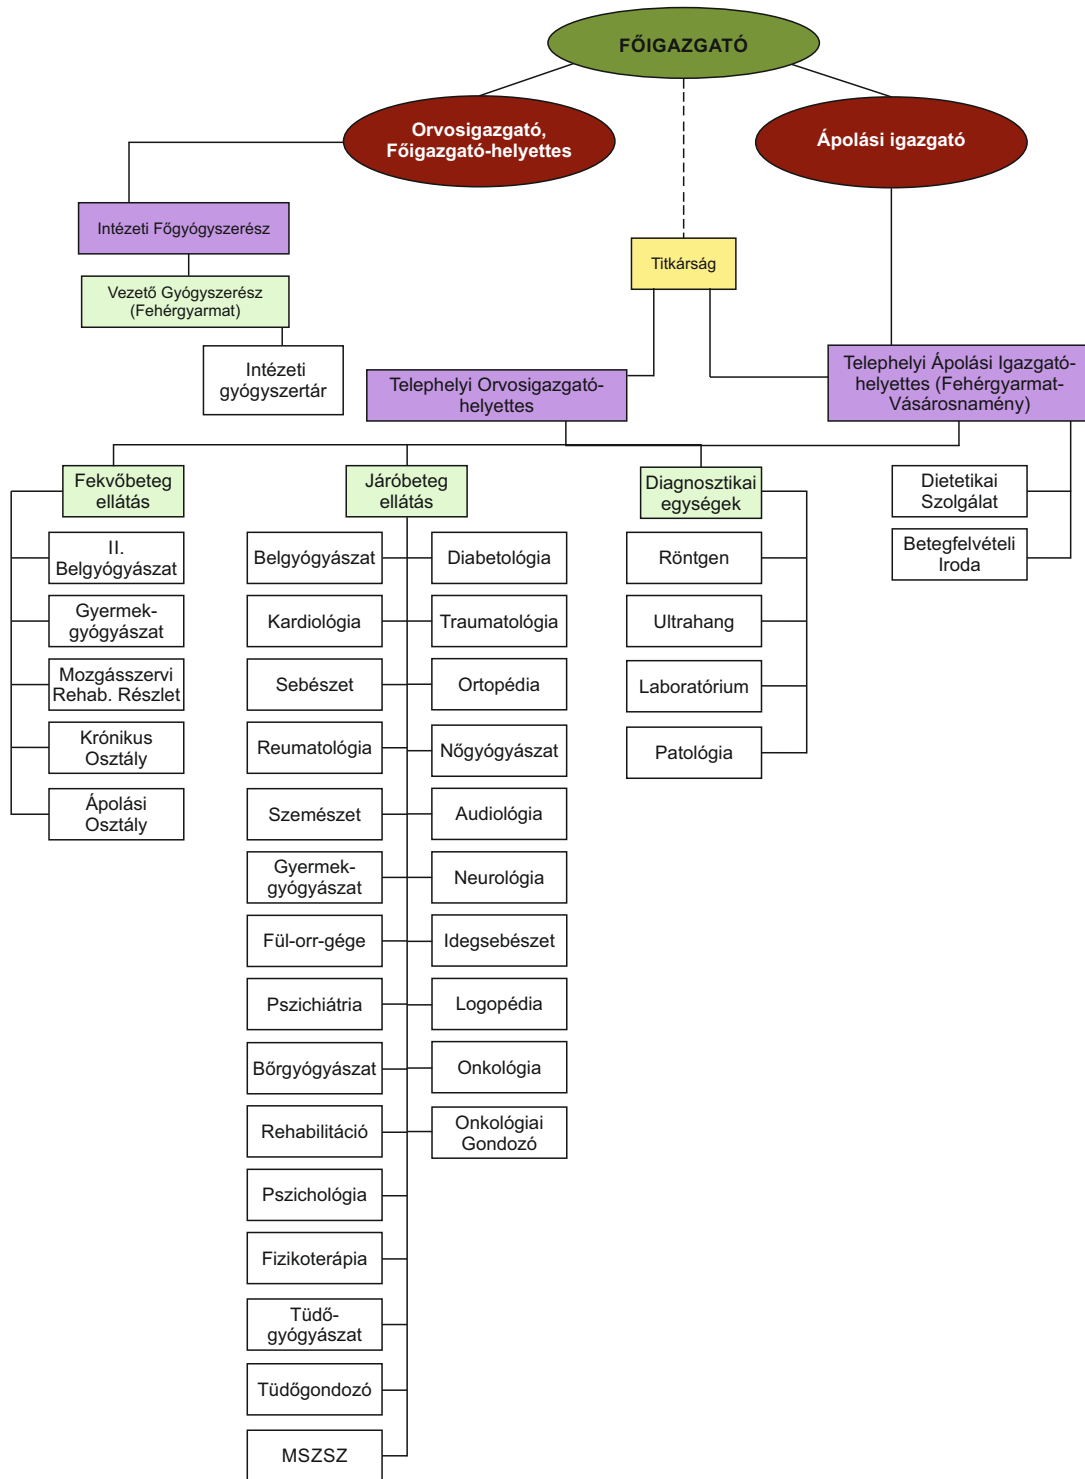 FŐIGAZGATÓ
Orvosigazgató,
Főigazgató-helyettes
Ápolási igazgató
Intézeti Főgyógyszerész
Titkárság
Vezető Gyógyszerész
(Fehérgyarmat)
Intézeti
gyógyszertár
Telephelyi Orvosigazgató-
helyettes
Telephelyi Ápolási Igazgató-
helyettes (Fehérgyarmat-
Vásárosnamény)
Fekvőbeteg
ellátás
Járóbeteg
ellátás
Diagnosztikai
egységek
Dietetikai
Szolgálat
Betegfelvételi
Iroda
II.
Belgyógyászat
Gyermek-
gyógyászat
Mozgásszervi
Rehab. Részlet
Krónikus
Osztály
Ápolási
Osztály
Belgyógyászat
Kardiológia
Sebészet
Reumatológia
Szemészet
Gyermek-
gyógyászat
Fül-orr-gége
Pszichiátria
Bőrgyógyászat
Rehabilitáció
Pszichológia
Fizikoterápia
Tüdő-
gyógyászat
Tüdőgondozó
MSZSZ
Diabetológia
Traumatológia
Ortopédia
Nőgyógyászat
Audiológia
Neurológia
Idegsebészet
Logopédia
Onkológia
Onkológiai
Gondozó
Röntgen
Ultrahang
Laboratórium
Patológia